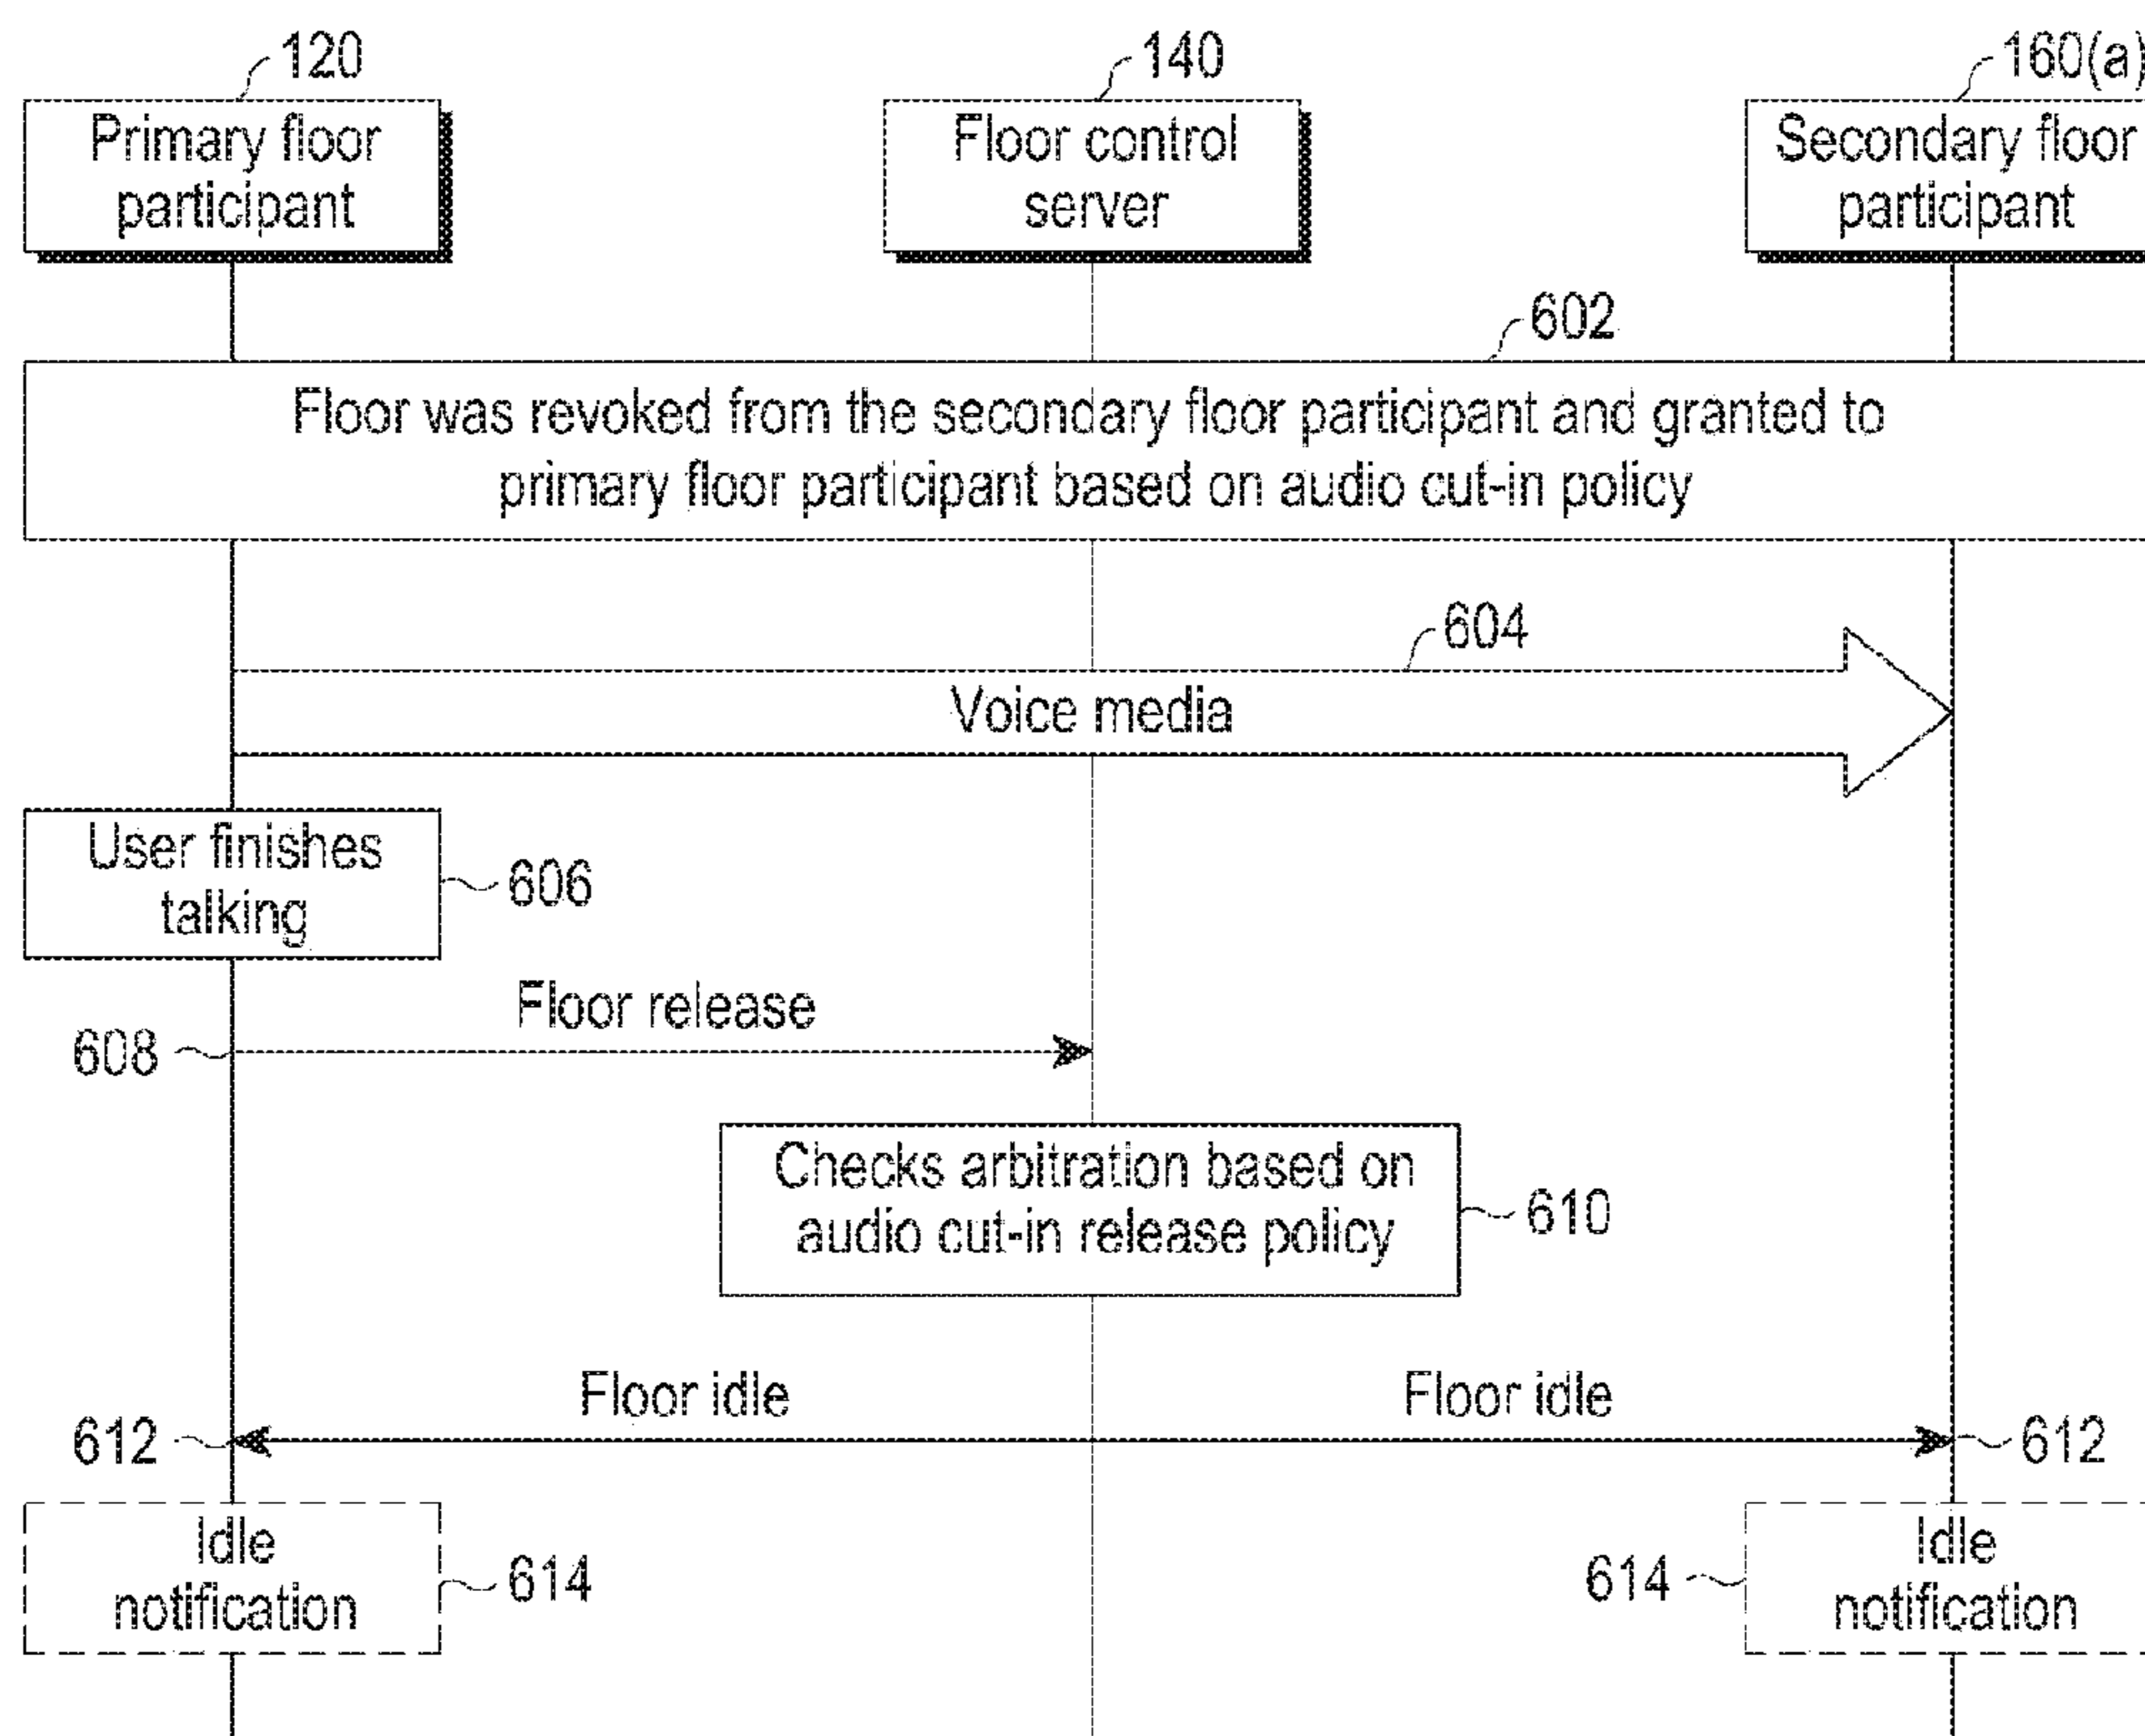 120
140
160(a)
Primary floor
participant
Floor control
server
Secondary floor
participant
602
Floor was revoked from the secondary floor participant and granted to
primary floor participant based on audio cut-in policy
604
Voice media
User finishes
talking
606
Floor release
608
Checks arbitration based on
audio cut-in release policy
610
Floor idle
Floor idle
612
612
Idle
notification
614
614
Idle
notification